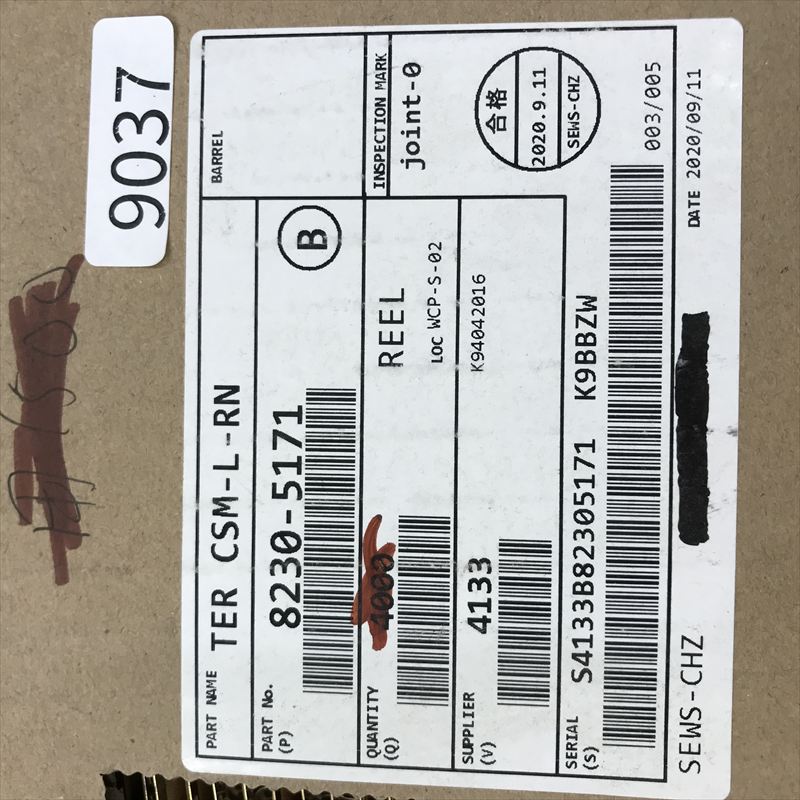 9037
PART NAME
TER CSM-L-RN
BARREL
PART No.
(P)
8230-5171
B
QUANTITY
(Q)
4000
REEL
LOC WCP-S-02
INSPECTION MARK
joint-0
合格
2020.9.11
SEWS-CHZ
SUPPLIER
(V)
4133
K94042016
SERIAL
(S)
S4133B82305171 K9BBZW
003/005
SEWS-CHZ
DATE 2020/09/11